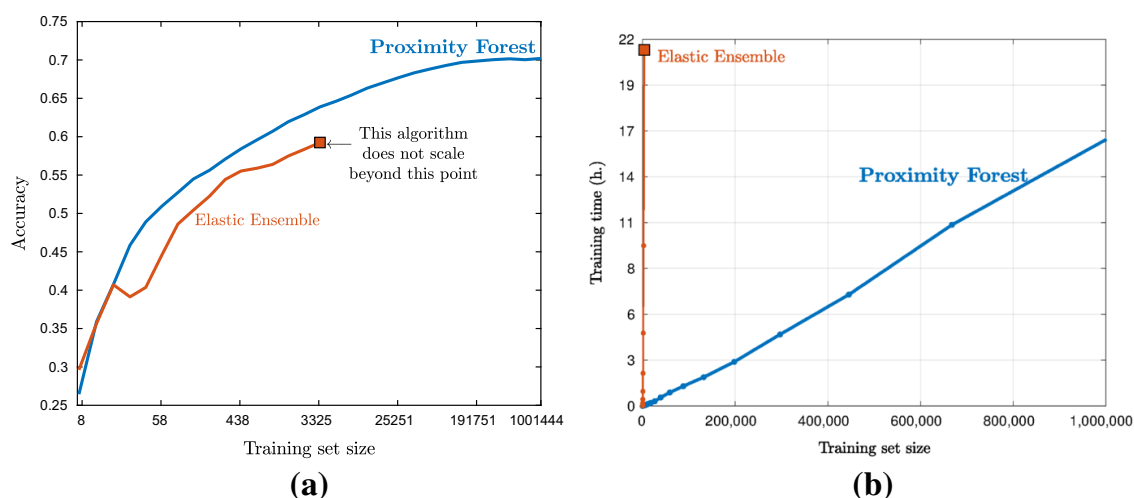 0.75
0.7
0.65
0.6
0.55
0.5
0.45
0.4
0.35
0.3
0.25
Accuracy
Proximity Forest
This algorithm
does not scale
beyond this point
Elastic Ensemble
8
58
438
3325
25251
191751
1001444
Training set size
(a)
22
19
17
14
11
8
6
3
0
Training time (h.)
Elastic Ensemble
Proximity Forest
0
200,000
400,000
600,000
800,000
1,000,000
Training set size
(b)